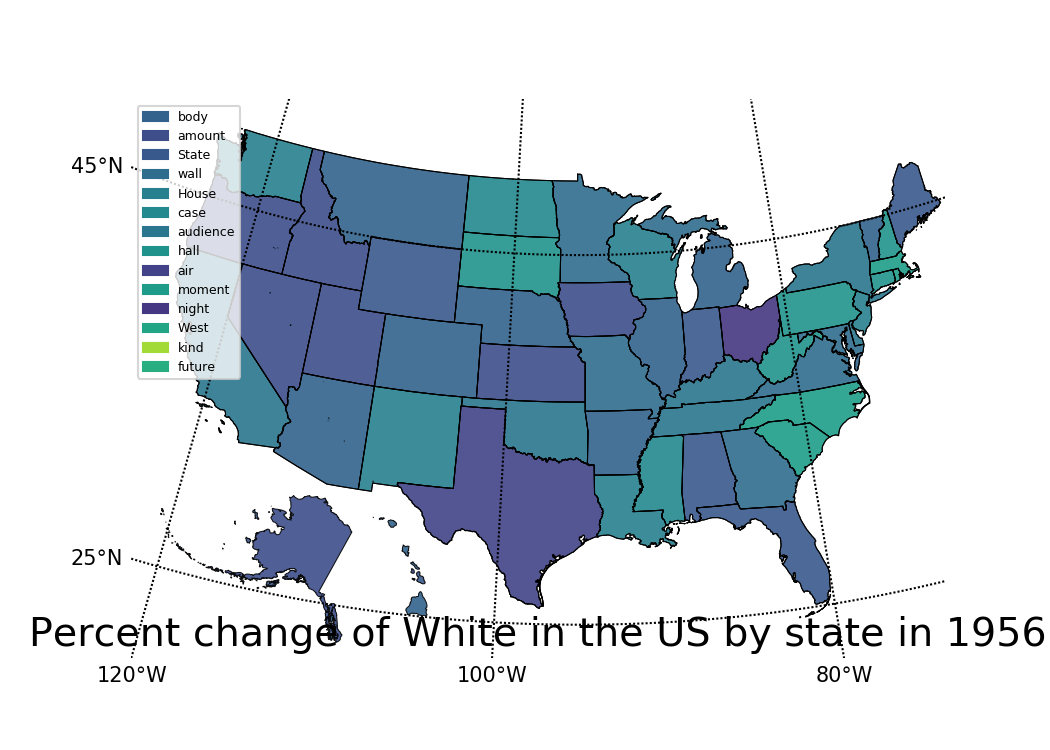 body
amount
State
wall
House
case
audience
hall
air
moment
night
West
kind
future
45°N
25°N
Percent change of White in the US by state in 1956
120°W
100°W
80°W